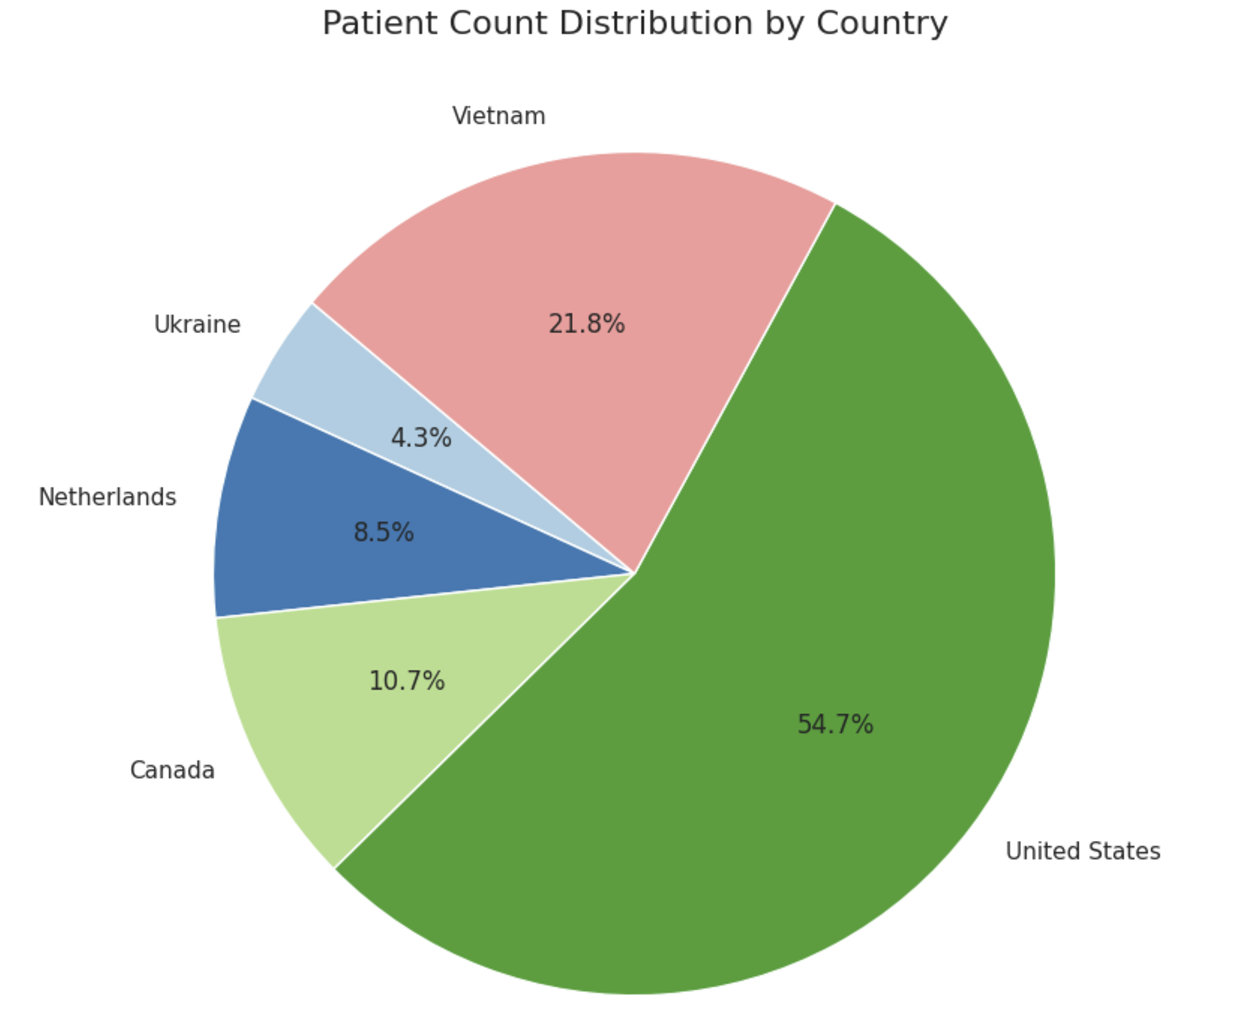 Patient Count Distribution by Country
Vietnam
21.8%
Ukraine
4.3%
Netherlands
8.5%
10.7%
Canada
54.7%
United States